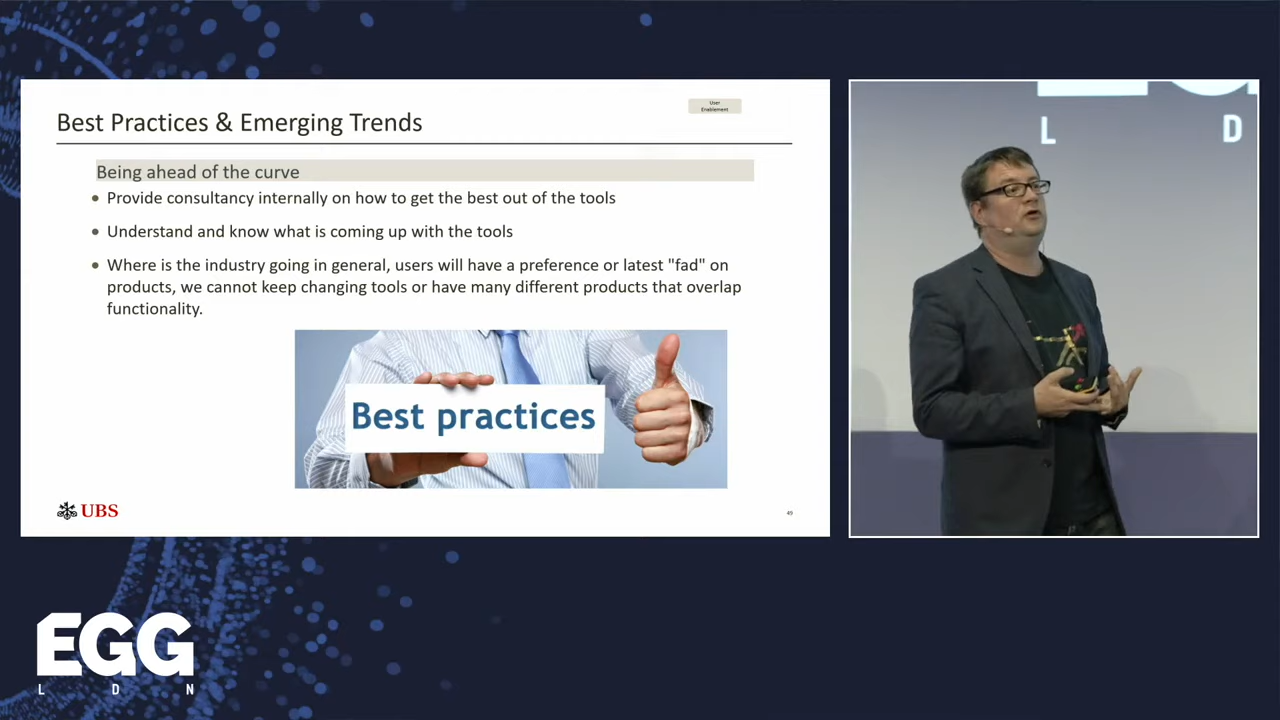 Best Practices & Emerging Trends
User
Enablement
Being ahead of the curve
• Provide consultancy internally on how to get the best out of the tools
• Understand and know what is coming up with the tools
• Where is the industry going in general, users will have a preference or latest "fad" on
products, we cannot keep changing tools or have many different products that overlap
functionality.
Best practices
UBS
49
L D
EGG
L D N